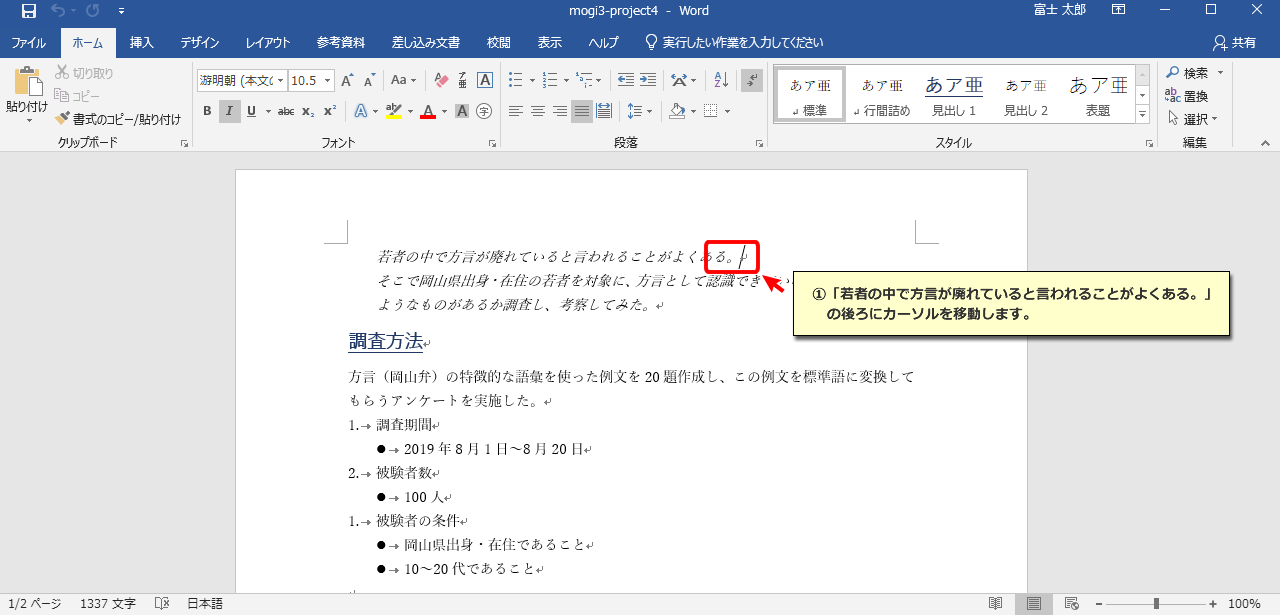 mogi3-project4 - Word
富士 太郎
ファイル ホーム 挿入 デザイン レイアウト 参考資料 差し込み文書 校閲 表示 ヘルプ 実行したい作業を入力してください 共有
貼り付け
切り取り
コピー
書式のコピー/貼り付け
クリップボード
游明朝 (本文の 10.5
A A Aa A
B I U abc x₂ x² A ab A A 字
フォント
段落
あア亜 あア亜 あア亜 あア亜 あア亜
標準 行間詰め 見出し 1 見出し 2 表題
スタイル
検索
置換
選択
編集
若者の中で方言が廃れていると言われることがよくある。
そこで岡山県出身・在住の若者を対象に、方言として認識でき
ようなものがあるか調査し、考察してみた。
①「若者の中で方言が廃れていると言われることがよくある。」
の後ろにカーソルを移動します。
調査方法
方言（岡山弁）の特徴的な語彙を使った例文を 20 題作成し、この例文を標準語に変換して
もらうアンケートを実施した。
1. 調査期間
● 2019 年 8 月 1 日～8 月 20 日
2. 被験者数
● 100 人
1. 被験者の条件
● 岡山県出身・在住であること
● 10～20 代であること
1/2 ページ 1337 文字 日本語 100%